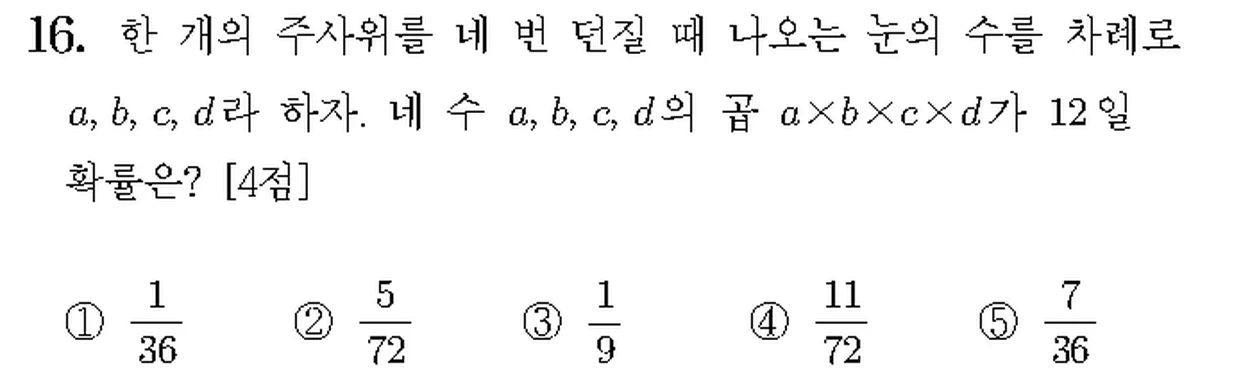 16. 한 개의 주사위를 네 번 던질 때 나오는 눈의 수를 차례로
a, b, c, d라 하자. 네 수 a, b, c, d의 곱 a×b×c×d가 12일
확률은? [4점]
① 1/36 ② 5/72 ③ 1/9 ④ 11/72 ⑤ 7/36